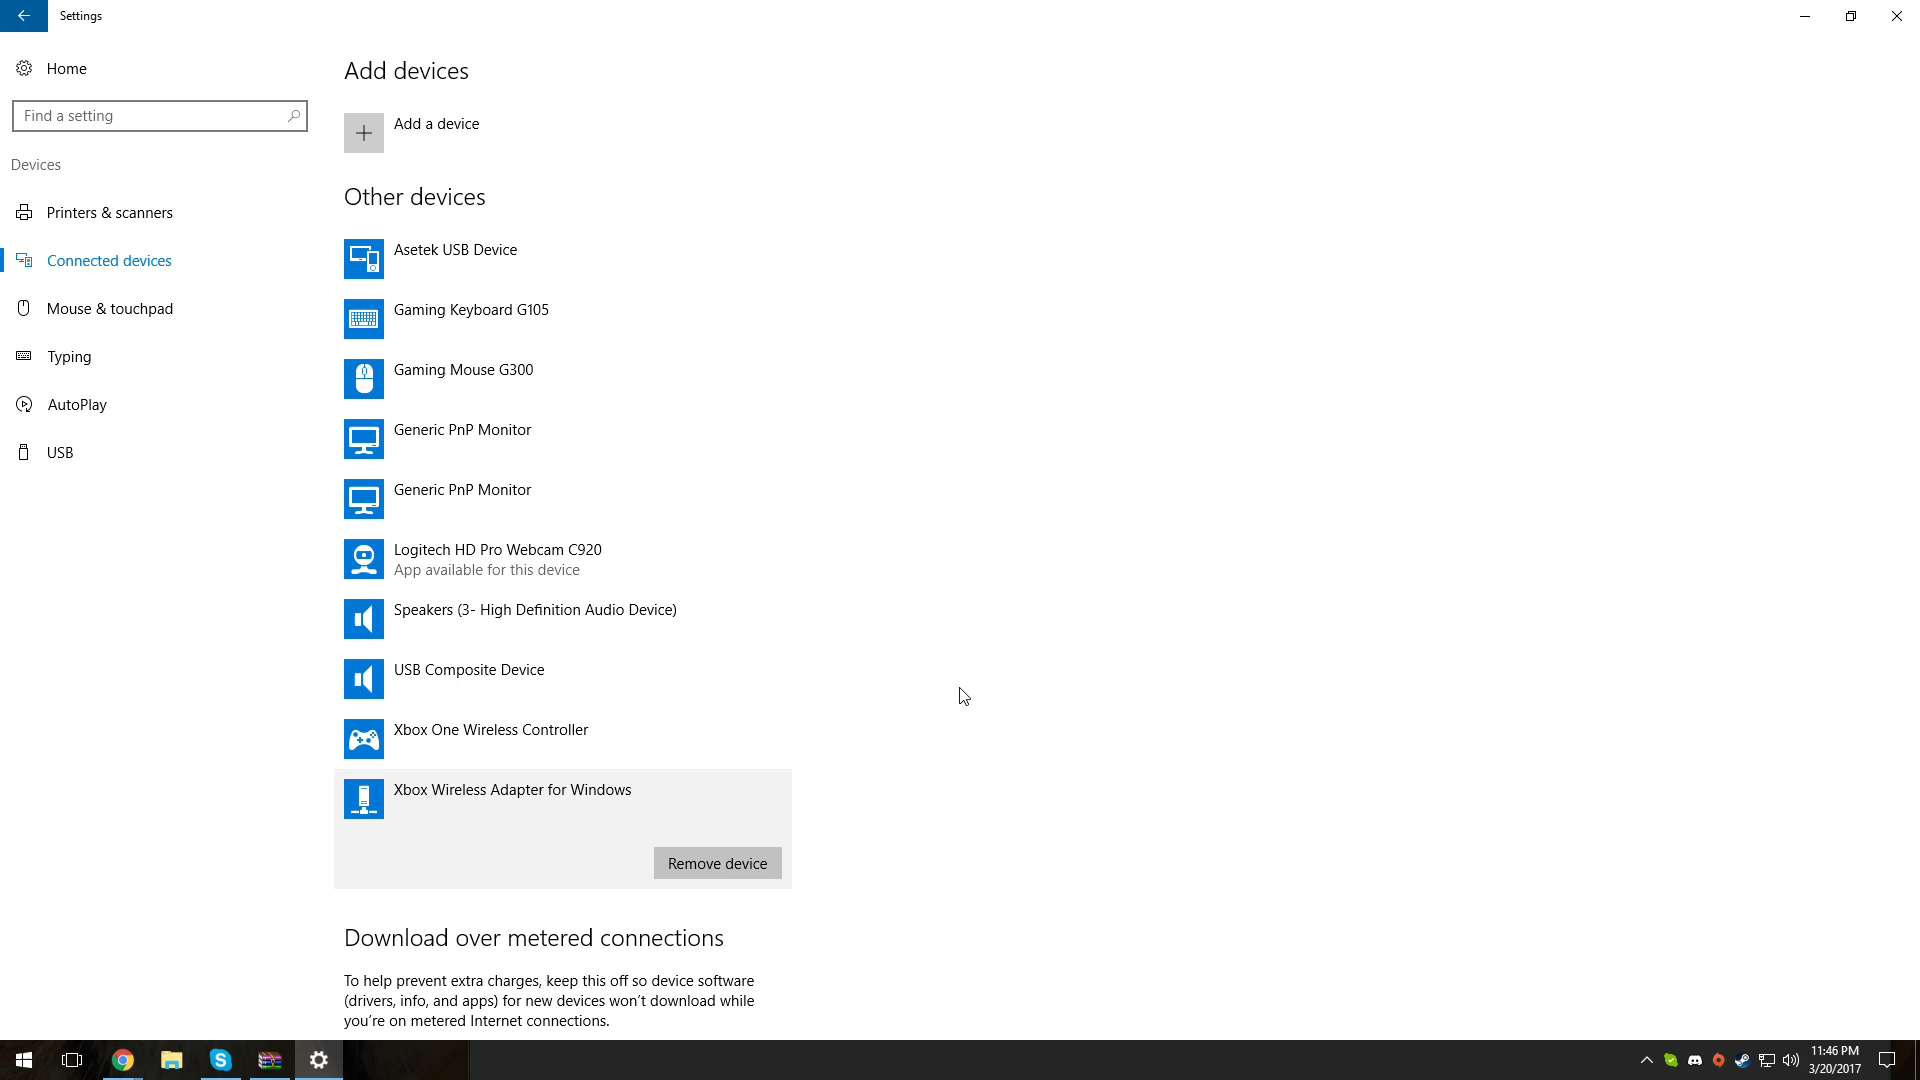 Settings
Home
Find a setting
Devices
Printers & scanners
Connected devices
Mouse & touchpad
Typing
AutoPlay
USB
Add devices
Add a device
Other devices
Asetek USB Device
Gaming Keyboard G105
Gaming Mouse G300
Generic PnP Monitor
Generic PnP Monitor
Logitech HD Pro Webcam C920
App available for this device
Speakers (3- High Definition Audio Device)
USB Composite Device
Xbox One Wireless Controller
Xbox Wireless Adapter for Windows
Remove device
Download over metered connections
To help prevent extra charges, keep this off so device software
(drivers, info, and apps) for new devices won't download while
you're on metered Internet connections.
11:46 PM
3/20/2017